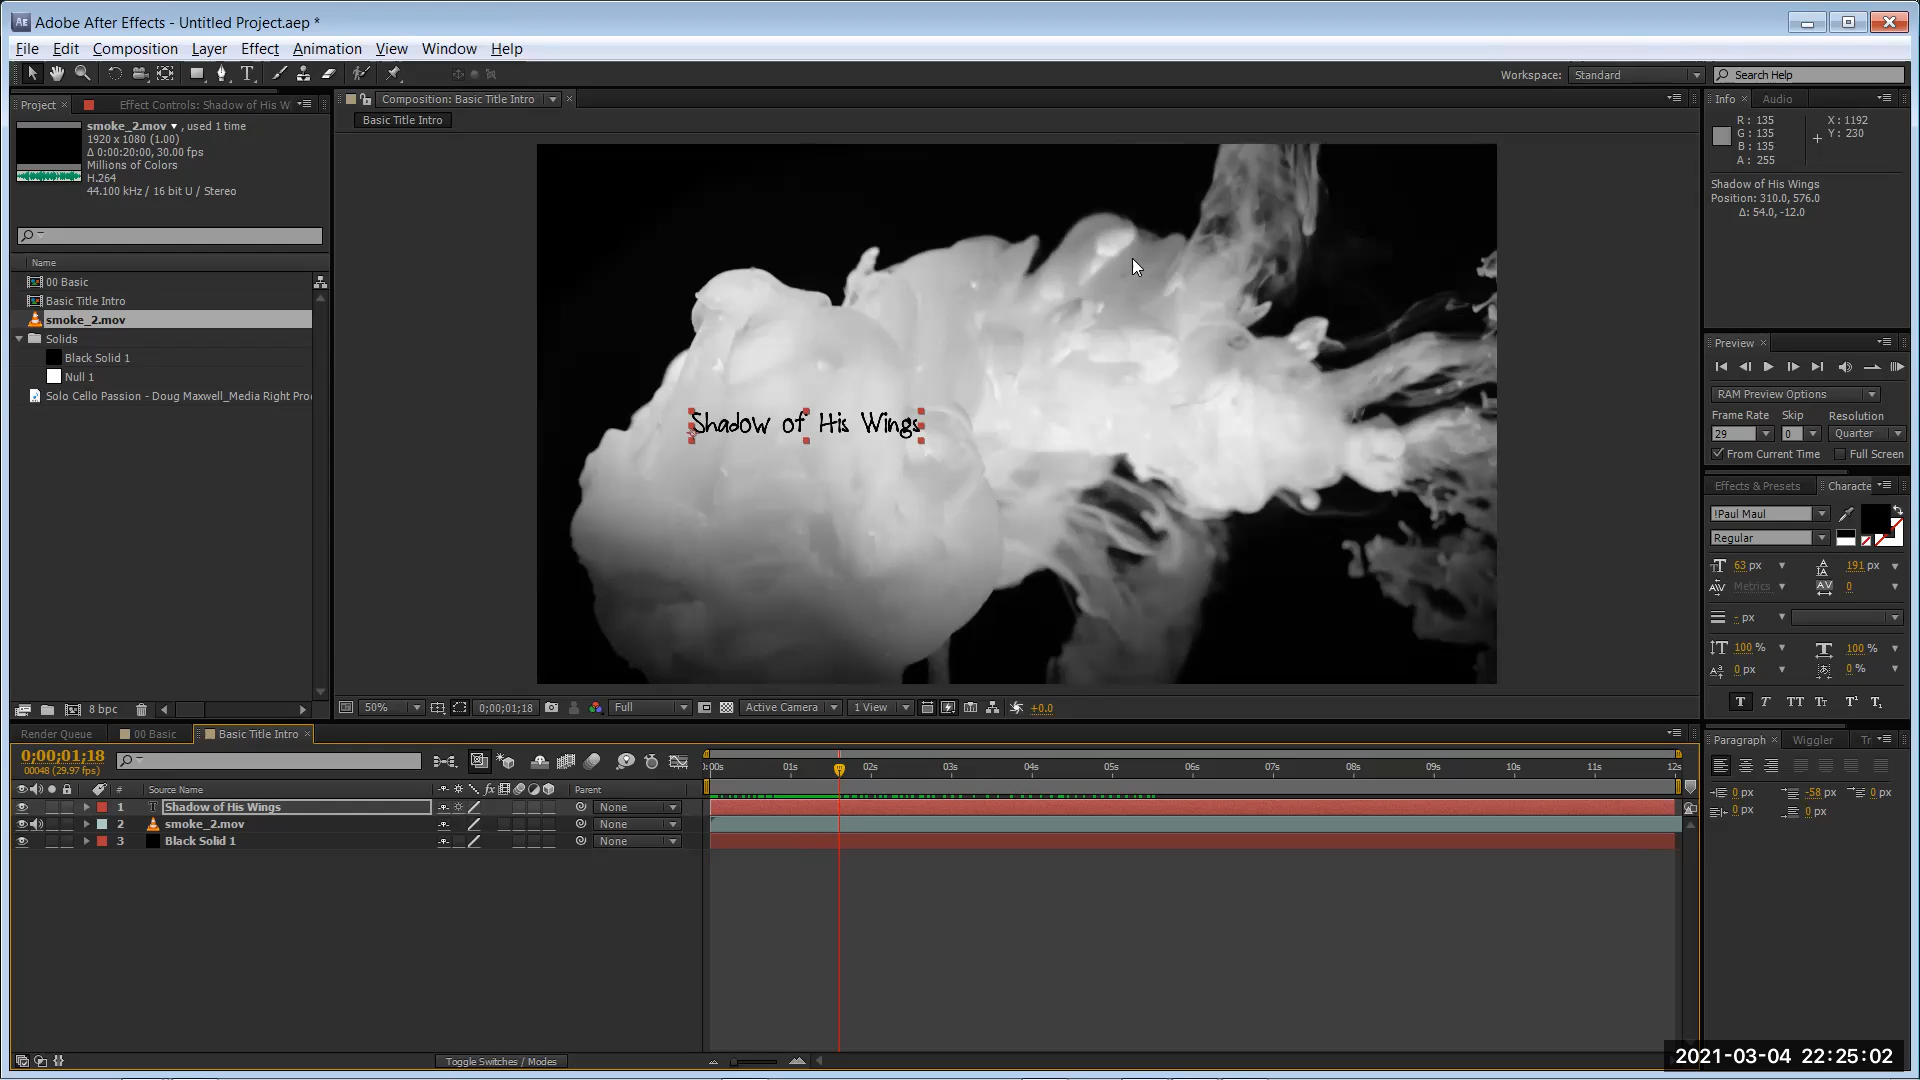 AE Adobe After Effects - Untitled Project.aep *
File Edit Composition Layer Effect Animation View Window Help
Workspace: Standard Search Help
Project Effect Controls: Shadow of His W
Composition: Basic Title Intro
Info Audio
Basic Title Intro
smoke_2.mov , used 1 time
1920 x 1080 (1.00)
Δ 0:00:20:00, 30.00 fps
Millions of Colors
H.264
44.100 kHz / 16 bit U / Stereo
R : 135
G : 135
B : 135
A : 255
X : 1192
Y : 230
Shadow of His Wings
Position: 310.0, 576.0
Δ: 54.0, -12.0
Name
00 Basic
Basic Title Intro
smoke_2.mov
Solids
Black Solid 1
Null 1
Solo Cello Passion - Doug Maxwell_Media Right Pro
Shadow of His Wings
Preview
RAM Preview Options
Frame Rate Skip Resolution
29 0 Quarter
From Current Time Full Screen
Effects & Presets Characte
!Paul Maul
Regular
63 px 191 px
Metrics 0
- px
100 % 100 %
0 px 0 %
T T TT Tt T¹ T₁
8 bpc
50% 0;00;01;18 Full Active Camera 1 View +0.0
Render Queue 00 Basic Basic Title Intro
0;00;01;18
00048 (29.97 fps)
# Source Name fx Parent
:00s 01s 02s 03s 04s 05s 06s 07s 08s 09s 10s 11s 12s
1 T Shadow of His Wings None
2 smoke_2.mov None
3 Black Solid 1 None
Toggle Switches / Modes
Paragraph Wiggler Tr
0 px -58 px 0 px
0 px 0 px
2021-03-04 22:25:02